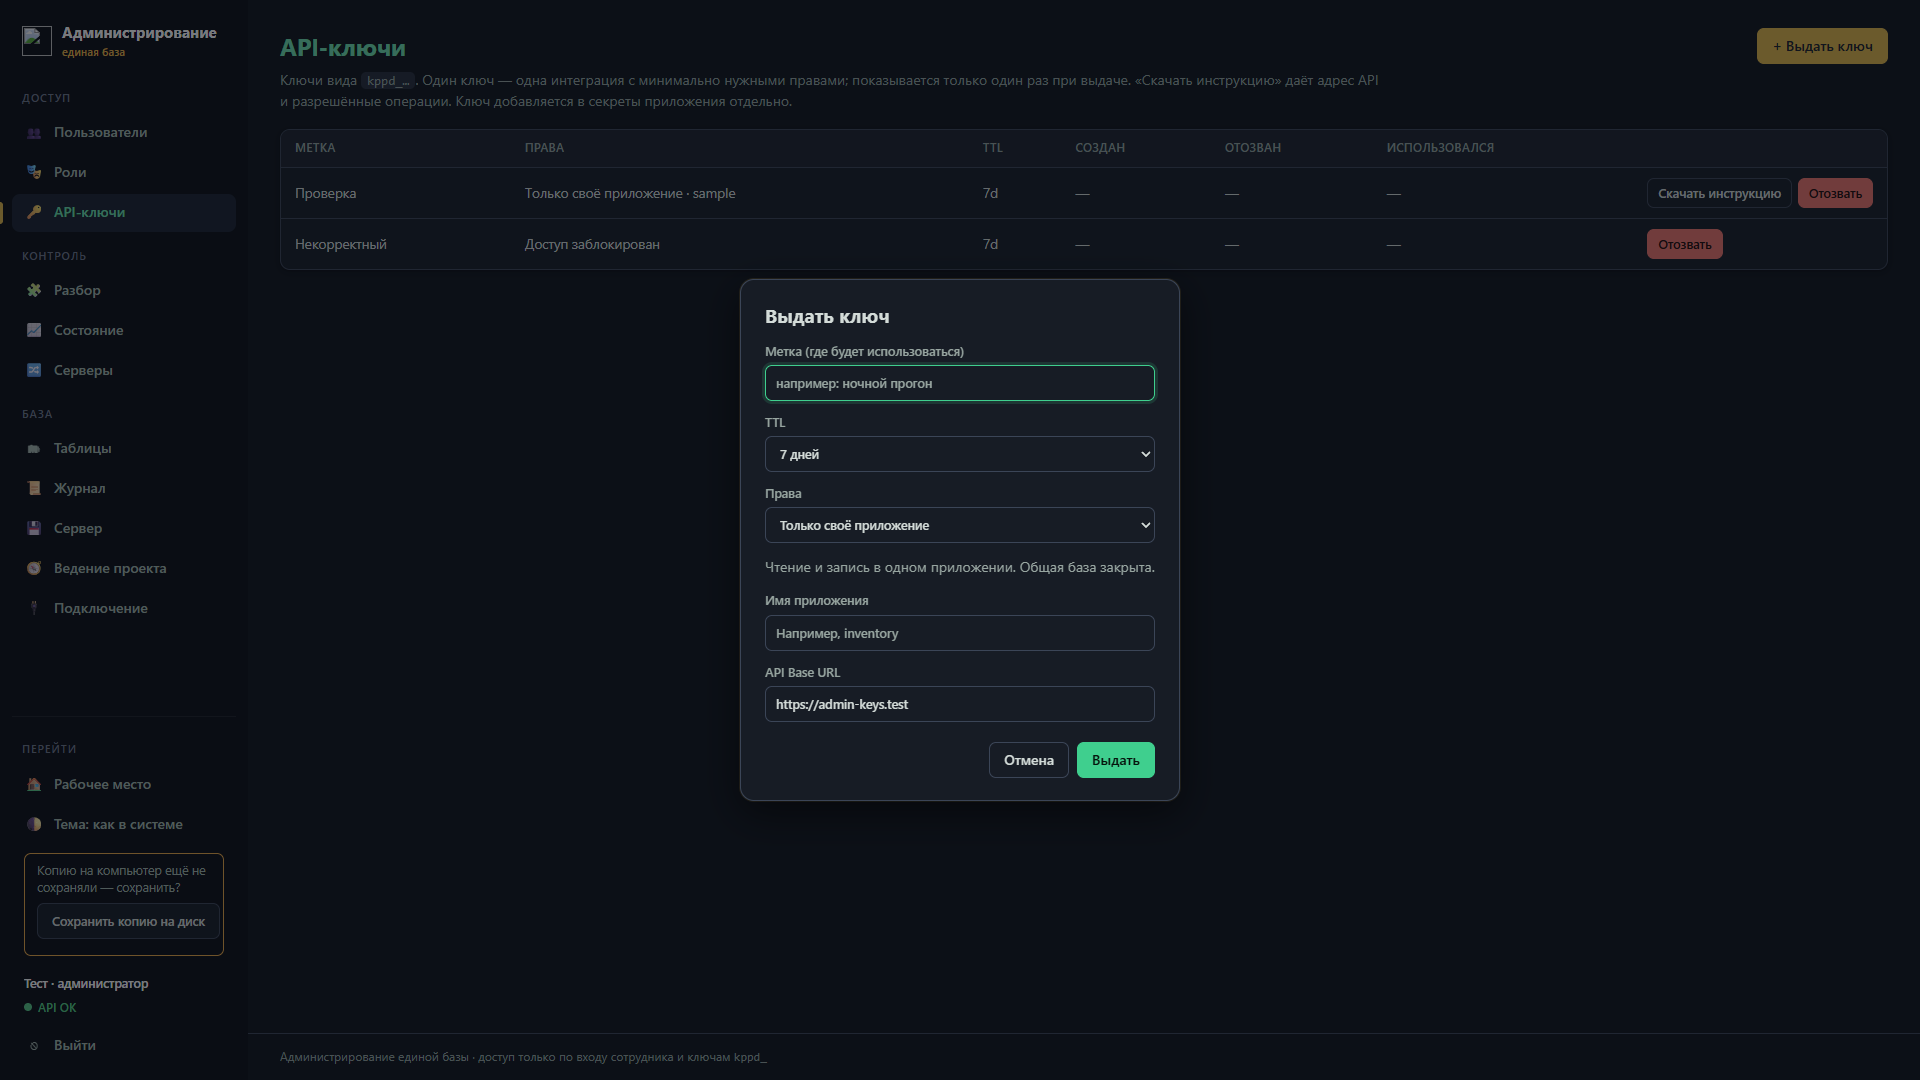 Администрирование
единая база
ДОСТУП
Пользователи
Роли
API-ключи
КОНТРОЛЬ
Разбор
Состояние
Серверы
БАЗА
Таблицы
Журнал
Сервер
Ведение проекта
Подключение
ПЕРЕЙТИ
Рабочее место
Тема: как в системе
Копию на компьютер ещё не
сохраняли — сохранить?
Сохранить копию на диск
Тест · администратор
API OK
Выйти
API-ключи
+ Выдать ключ
Ключи вида kppd_… . Один ключ — одна интеграция с минимально нужными правами; показывается только один раз при выдаче. «Скачать инструкцию» даёт адрес API
и разрешённые операции. Ключ добавляется в секреты приложения отдельно.
МЕТКА ПРАВА TTL СОЗДАН ОТОЗВАН ИСПОЛЬЗОВАЛСЯ
Проверка Только своё приложение · sample 7d — — — Скачать инструкцию Отозвать
Некорректный Доступ заблокирован 7d — — — Отозвать
Выдать ключ
Метка (где будет использоваться)
например: ночной прогон
TTL
7 дней
Права
Только своё приложение
Чтение и запись в одном приложении. Общая база закрыта.
Имя приложения
Например, inventory
API Base URL
https://admin-keys.test
Отмена Выдать
Администрирование единой базы · доступ только по входу сотрудника и ключам kppd_